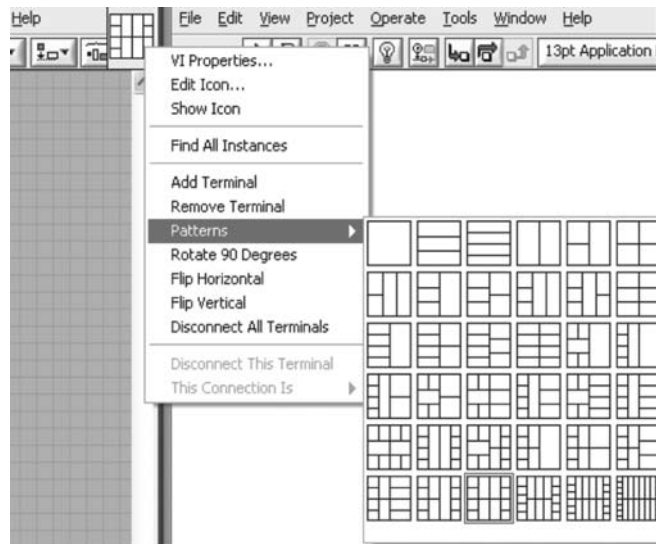 Help
File Edit View Project Operate Tools Window Help
13pt Application
VI Properties...
Edit Icon...
Show Icon
Find All Instances
Add Terminal
Remove Terminal
Patterns
Rotate 90 Degrees
Flip Horizontal
Flip Vertical
Disconnect All Terminals
Disconnect This Terminal
This Connection Is